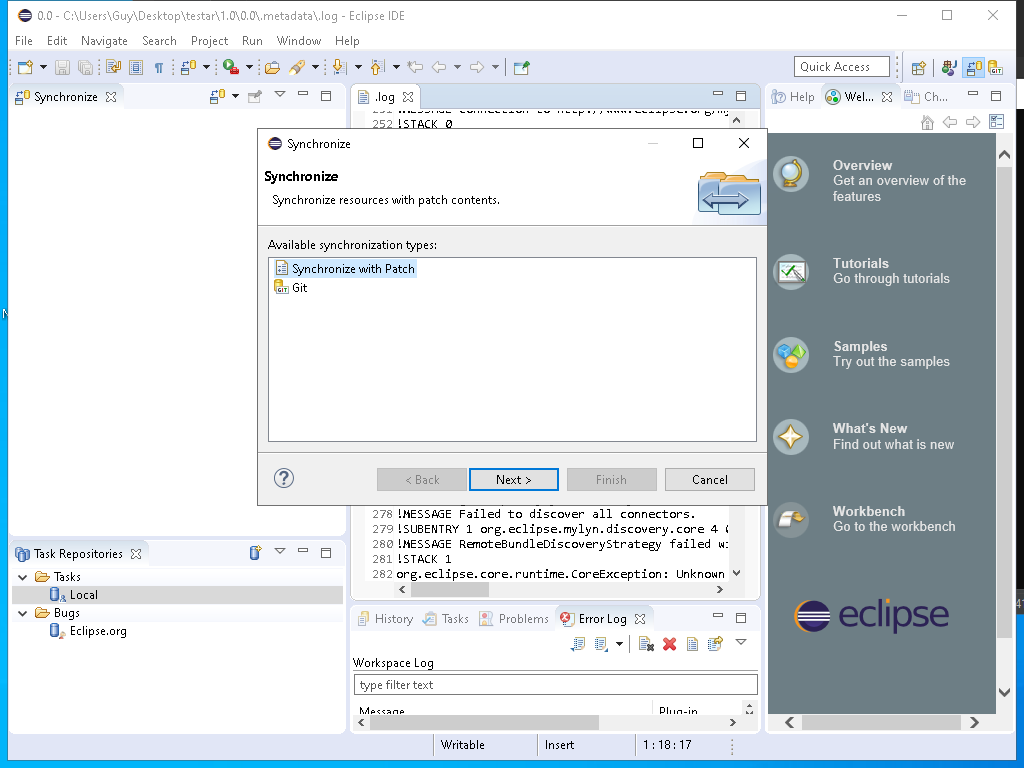 0.0 - C:\Users\Guy\Desktop\testar\1.0\0.0\.metadata\.log - Eclipse IDE
File Edit Navigate Search Project Run Window Help
Quick Access
Synchronize
.log
Help
Wel...
Ch...
252 !STACK 0
Synchronize
Synchronize
Synchronize resources with patch contents.
Available synchronization types:
Synchronize with Patch
Git
< Back
Next >
Finish
Cancel
Overview
Get an overview of the
features
Tutorials
Go through tutorials
Samples
Try out the samples
What's New
Find out what is new
Workbench
Go to the workbench
eclipse
278 !MESSAGE Failed to discover all connectors.
279 !SUBENTRY 1 org.eclipse.mylyn.discovery.core 4
280 !MESSAGE RemoteBundleDiscoveryStrategy failed
281 !STACK 1
282 org.eclipse.core.runtime.CoreException: Unknown
Task Repositories
Tasks
Local
Bugs
Eclipse.org
History
Tasks
Problems
Error Log
Workspace Log
type filter text
Message
Plug-in
Writable
Insert
1 : 18 : 17